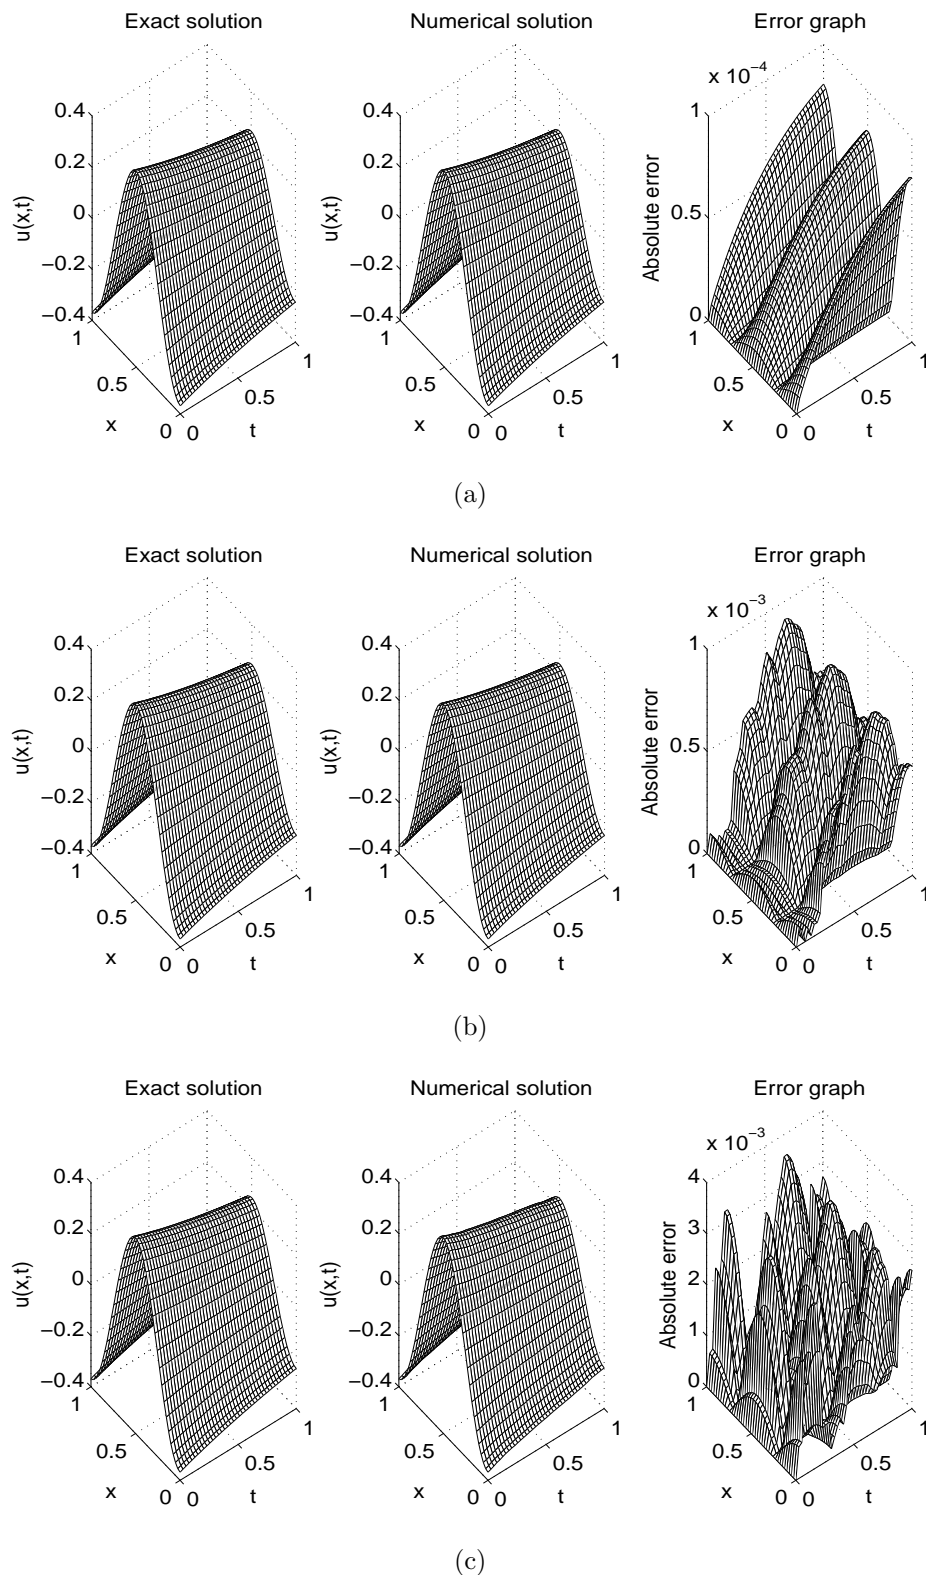 Exact solution Numerical solution Error graph
x 10−4
0.4 0.4 1
0.2 0.2
u(x,t) 0 u(x,t) 0 Absolute error 0.5
−0.2 −0.2
−0.4 −0.4 0
1 1 1
0.5 1 0.5 1 0.5 1
x 0.5 x 0.5 x 0.5
0 0 t 0 0 t 0 0 t
(a)
Exact solution Numerical solution Error graph
x 10−3
0.4 0.4 1
0.2 0.2
u(x,t) 0 u(x,t) 0 Absolute error 0.5
−0.2 −0.2
−0.4 −0.4 0
1 1 1
0.5 1 0.5 1 0.5 1
x 0.5 x 0.5 x 0.5
0 0 t 0 0 t 0 0 t
(b)
Exact solution Numerical solution Error graph
x 10−3
0.4 0.4 4
0.2 0.2 3
u(x,t) 0 u(x,t) 0 Absolute error 2
−0.2 −0.2 1
−0.4 −0.4 0
1 1 1
0.5 1 0.5 1 0.5 1
x 0.5 x 0.5 x 0.5
0 0 t 0 0 t 0 0 t
(c)